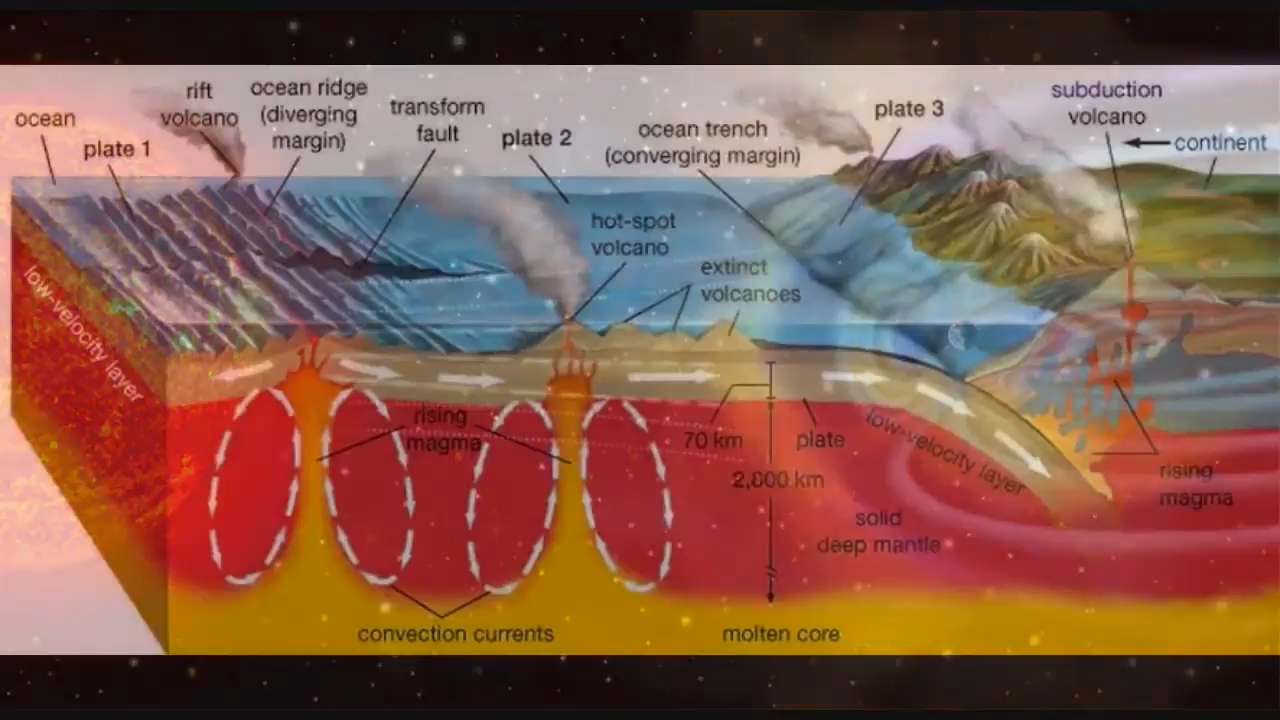 ocean
plate 1
rift
volcano
ocean ridge
(diverging
margin)
transform
fault
plate 2
ocean trench
(converging margin)
plate 3
subduction
volcano
continent
hot-spot
volcano
extinct
volcanoes
low-velocity layer
rising
magma
70 km
plate
2,800 km
low-velocity layer
solid
deep mantle
rising
magma
convection currents
molten core